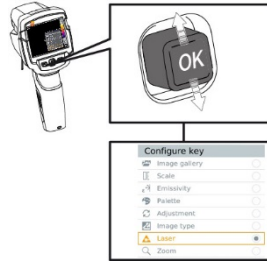 OK
Configure key
Image gallery
Scale
Emissivity
Palette
Adjustment
Image type
Laser
Zoom